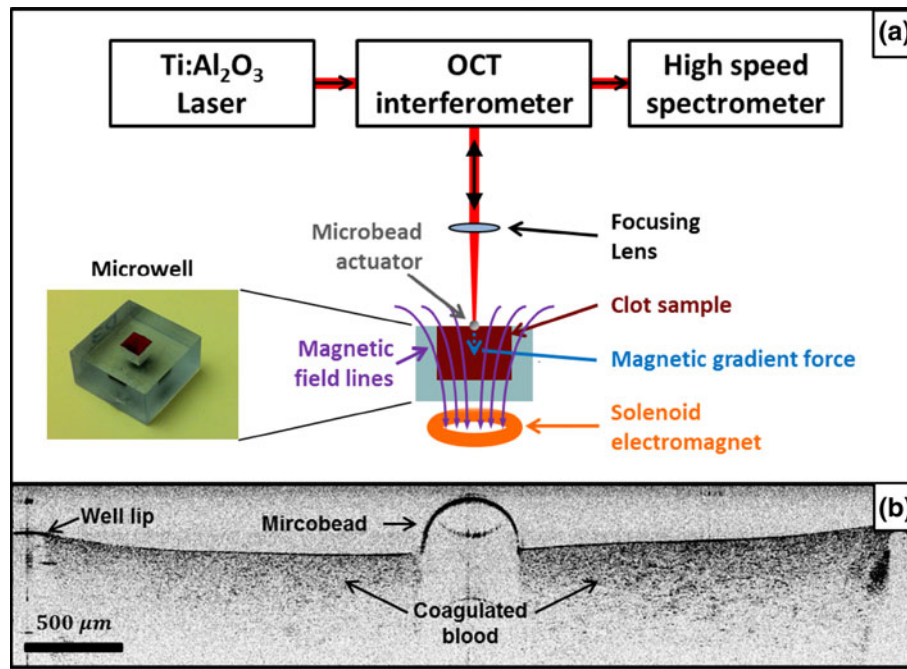 (a)
Ti:Al₂O₃
Laser
OCT
interferometer
High speed
spectrometer
Focusing
Lens
Microbead
actuator
Microwell
Clot sample
Magnetic
field lines
Magnetic gradient force
Solenoid
electromagnet
(b)
Well lip
Mircobead
Coagulated
blood
500 μm